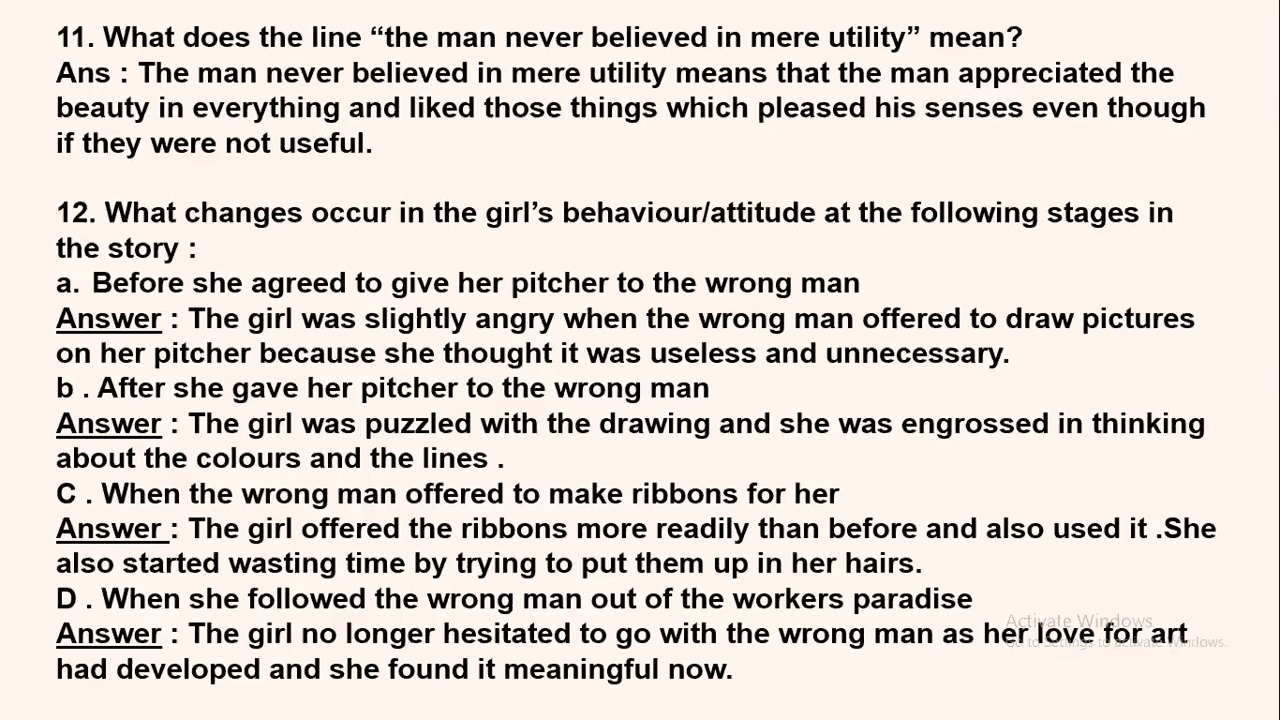 11. What does the line “the man never believed in mere utility” mean?
Ans : The man never believed in mere utility means that the man appreciated the
beauty in everything and liked those things which pleased his senses even though
if they were not useful.
12. What changes occur in the girl’s behaviour/attitude at the following stages in
the story :
a. Before she agreed to give her pitcher to the wrong man
Answer : The girl was slightly angry when the wrong man offered to draw pictures
on her pitcher because she thought it was useless and unnecessary.
b . After she gave her pitcher to the wrong man
Answer : The girl was puzzled with the drawing and she was engrossed in thinking
about the colours and the lines .
C . When the wrong man offered to make ribbons for her
Answer : The girl offered the ribbons more readily than before and also used it .She
also started wasting time by trying to put them up in her hairs.
D . When she followed the wrong man out of the workers paradise
Activate Windows
Answer : The girl no longer hesitated to go with the wrong man as her love for art
Go to Settings to activate Windows.
had developed and she found it meaningful now.